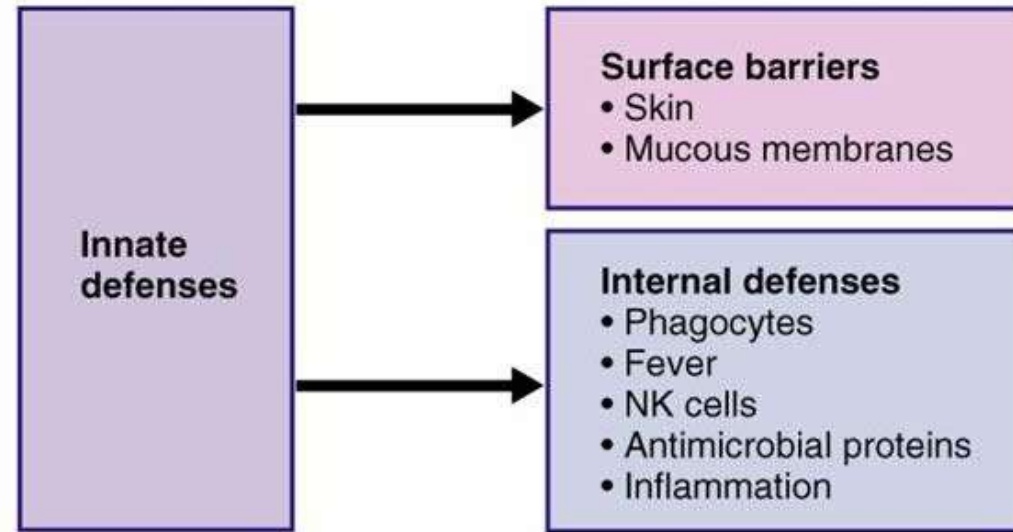 Innate
defenses
Surface barriers
• Skin
• Mucous membranes
Internal defenses
• Phagocytes
• Fever
• NK cells
• Antimicrobial proteins
• Inflammation